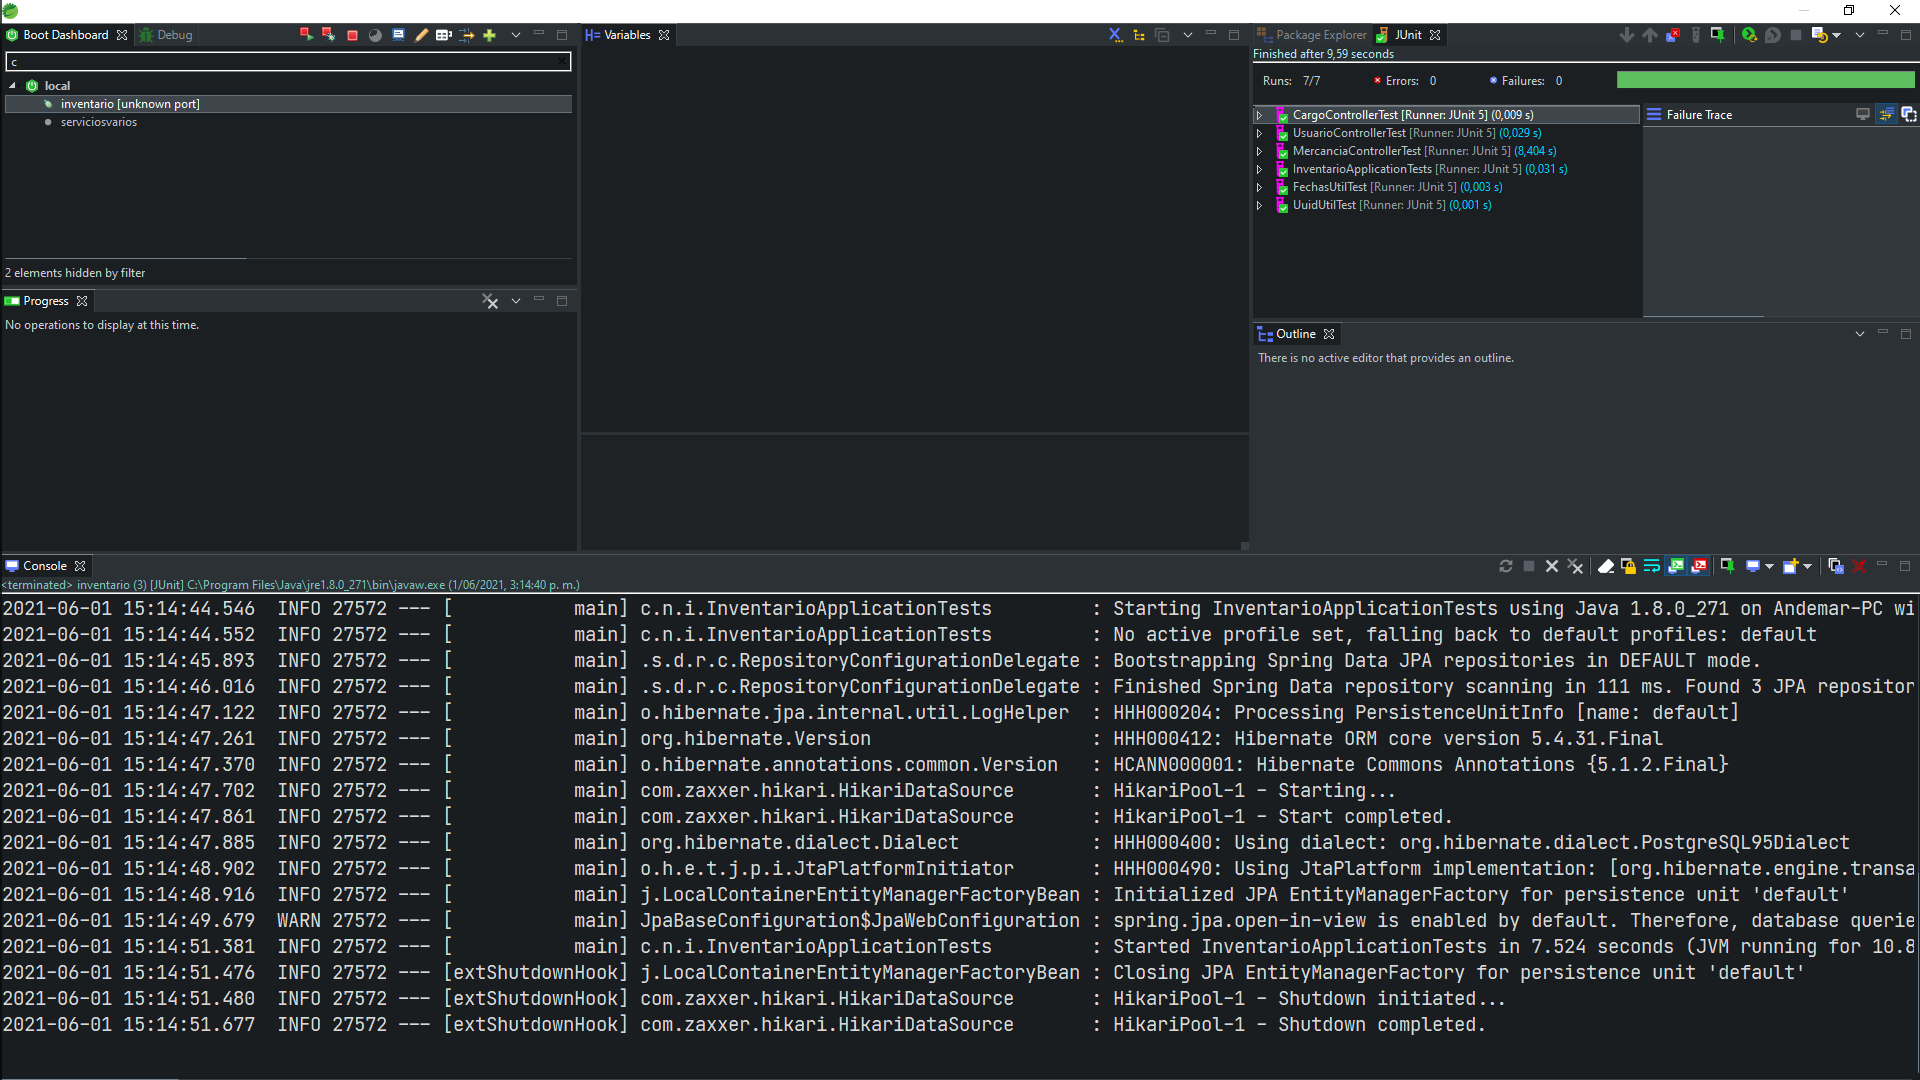 Boot Dashboard
Debug
c
local
inventario [unknown port]
serviciosvarios
2 elements hidden by filter
Progress
No operations to display at this time.
Variables
Package Explorer
JUnit
Finished after 9,59 seconds
Runs: 7/7
Errors: 0
Failures: 0
CargoControllerTest [Runner: JUnit 5] (0,009 s)
UsuarioControllerTest [Runner: JUnit 5] (0,029 s)
MercanciaControllerTest [Runner: JUnit 5] (8,404 s)
InventarioApplicationTests [Runner: JUnit 5] (0,031 s)
FechasUtilTest [Runner: JUnit 5] (0,003 s)
UuidUtilTest [Runner: JUnit 5] (0,001 s)
Failure Trace
Outline
There is no active editor that provides an outline.
Console
<terminated> inventario (3) [JUnit] C:\Program Files\Java\jre1.8.0_271\bin\javaw.exe (1/06/2021, 3:14:40 p. m.)
2021-06-01 15:14:44.546 INFO 27572 --- [ main] c.n.i.InventarioApplicationTests : Starting InventarioApplicationTests using Java 1.8.0_271 on Andemar-PC wi
2021-06-01 15:14:44.552 INFO 27572 --- [ main] c.n.i.InventarioApplicationTests : No active profile set, falling back to default profiles: default
2021-06-01 15:14:45.893 INFO 27572 --- [ main] .s.d.r.c.RepositoryConfigurationDelegate : Bootstrapping Spring Data JPA repositories in DEFAULT mode.
2021-06-01 15:14:46.016 INFO 27572 --- [ main] .s.d.r.c.RepositoryConfigurationDelegate : Finished Spring Data repository scanning in 111 ms. Found 3 JPA repositor
2021-06-01 15:14:47.122 INFO 27572 --- [ main] o.hibernate.jpa.internal.util.LogHelper : HHH000204: Processing PersistenceUnitInfo [name: default]
2021-06-01 15:14:47.261 INFO 27572 --- [ main] org.hibernate.Version : HHH000412: Hibernate ORM core version 5.4.31.Final
2021-06-01 15:14:47.370 INFO 27572 --- [ main] o.hibernate.annotations.common.Version : HCANN000001: Hibernate Commons Annotations {5.1.2.Final}
2021-06-01 15:14:47.702 INFO 27572 --- [ main] com.zaxxer.hikari.HikariDataSource : HikariPool-1 - Starting...
2021-06-01 15:14:47.861 INFO 27572 --- [ main] com.zaxxer.hikari.HikariDataSource : HikariPool-1 - Start completed.
2021-06-01 15:14:47.885 INFO 27572 --- [ main] org.hibernate.dialect.Dialect : HHH000400: Using dialect: org.hibernate.dialect.PostgreSQL95Dialect
2021-06-01 15:14:48.902 INFO 27572 --- [ main] o.h.e.t.j.p.i.JtaPlatformInitiator : HHH000490: Using JtaPlatform implementation: [org.hibernate.engine.transa
2021-06-01 15:14:48.916 INFO 27572 --- [ main] j.LocalContainerEntityManagerFactoryBean : Initialized JPA EntityManagerFactory for persistence unit 'default'
2021-06-01 15:14:49.679 WARN 27572 --- [ main] JpaBaseConfiguration$JpaWebConfiguration : spring.jpa.open-in-view is enabled by default. Therefore, database querie
2021-06-01 15:14:51.381 INFO 27572 --- [ main] c.n.i.InventarioApplicationTests : Started InventarioApplicationTests in 7.524 seconds (JVM running for 10.8
2021-06-01 15:14:51.476 INFO 27572 --- [extShutdownHook] j.LocalContainerEntityManagerFactoryBean : Closing JPA EntityManagerFactory for persistence unit 'default'
2021-06-01 15:14:51.480 INFO 27572 --- [extShutdownHook] com.zaxxer.hikari.HikariDataSource : HikariPool-1 - Shutdown initiated...
2021-06-01 15:14:51.677 INFO 27572 --- [extShutdownHook] com.zaxxer.hikari.HikariDataSource : HikariPool-1 - Shutdown completed.